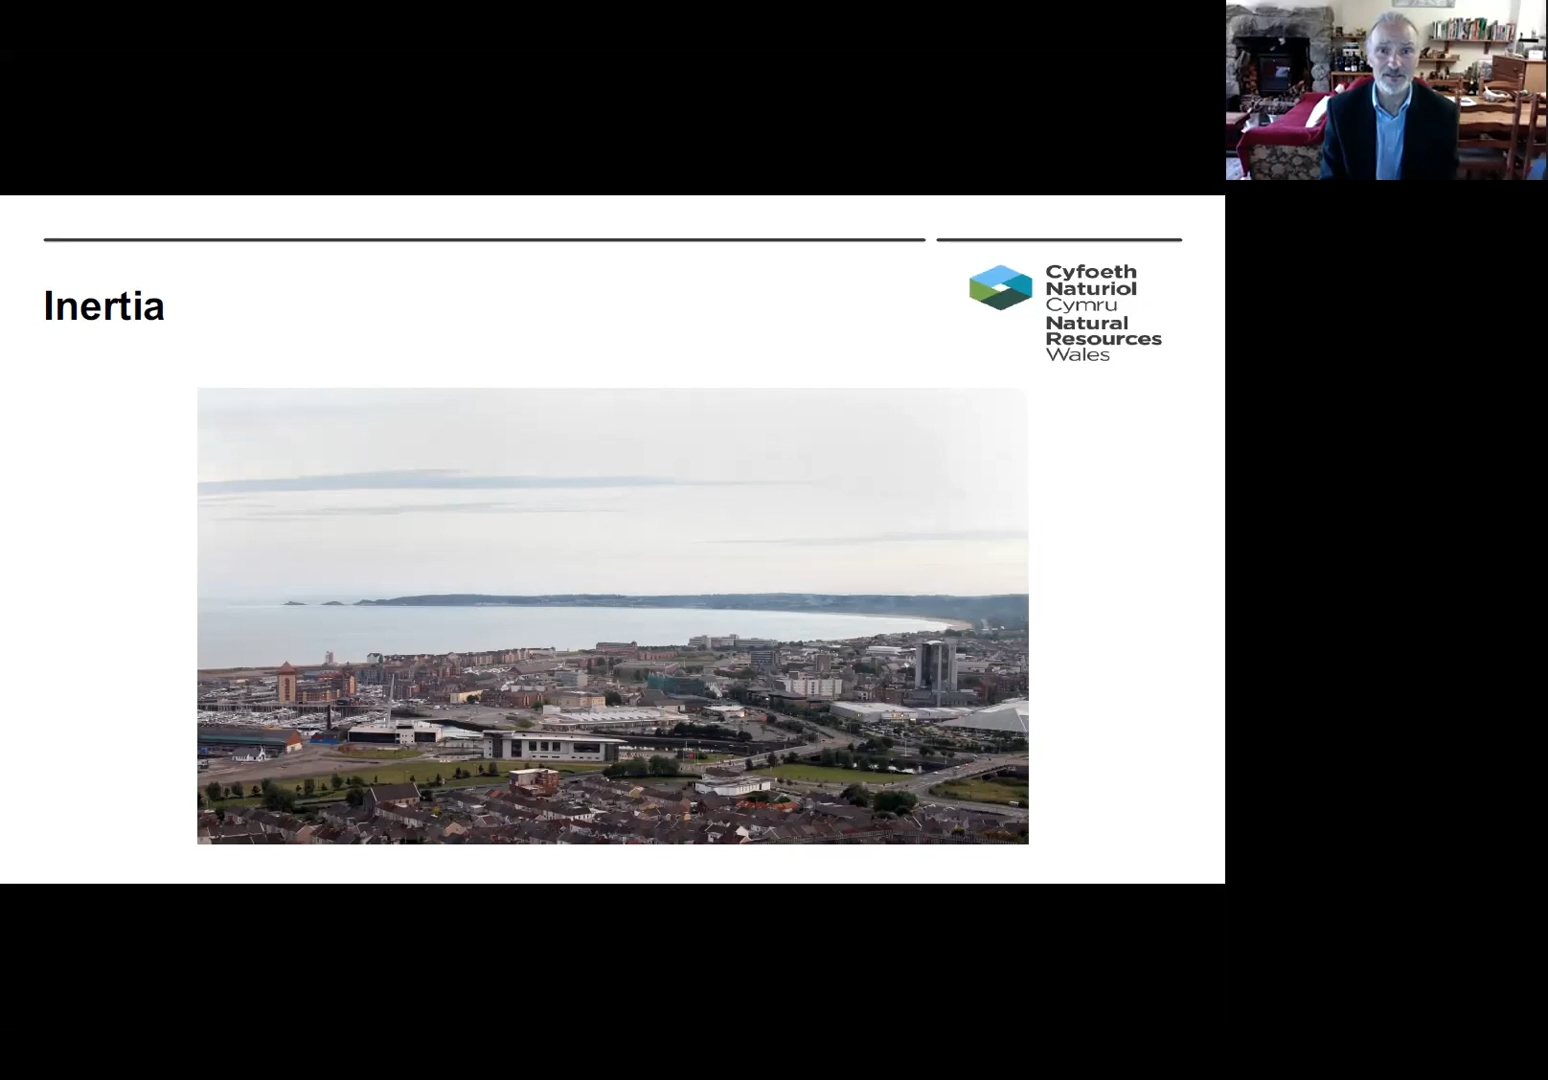 Inertia
Cyfoeth
Naturiol
Cymru
Natural
Resources
Wales